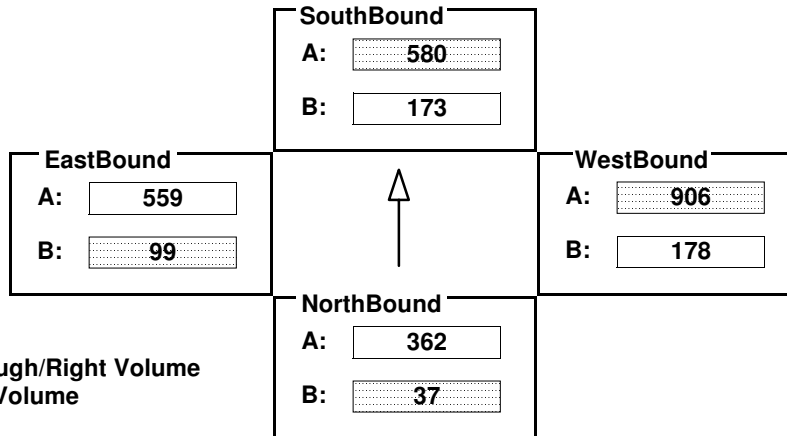 SouthBound
A: 580
B: 173
EastBound
A: 559
B: 99
WestBound
A: 906
B: 178
NorthBound
A: 362
B: 37
ugh/Right Volume
Volume